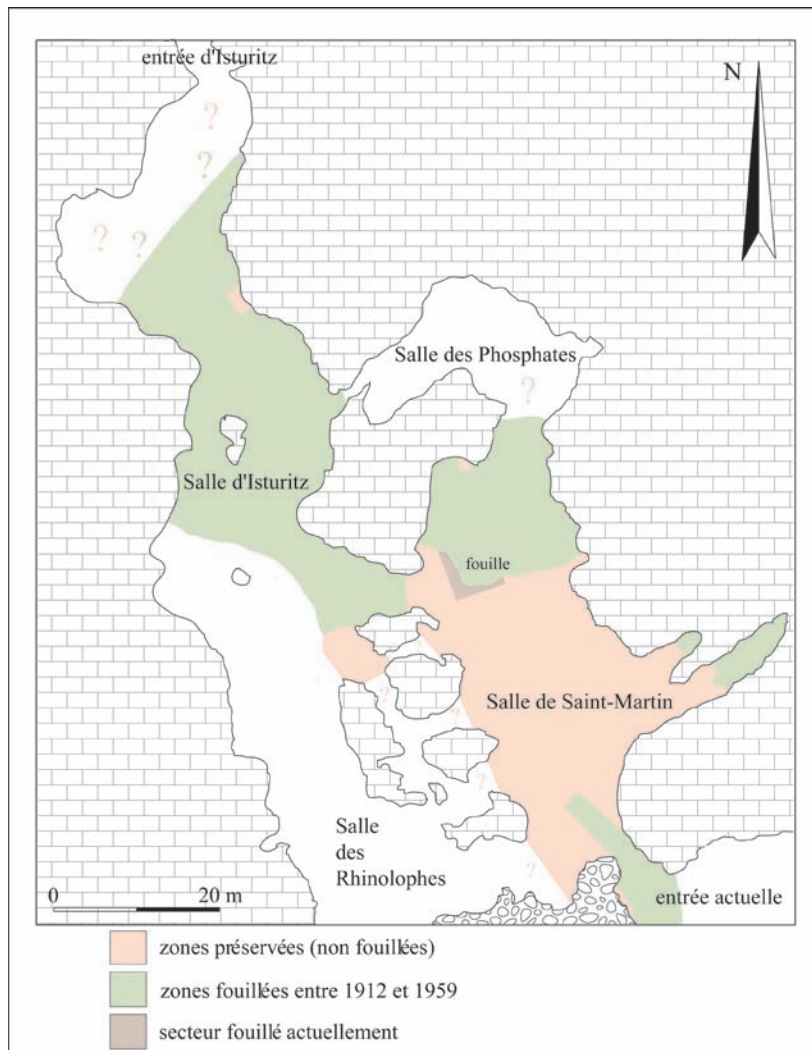 entrée d'Isturitz
N
?
?
?
?
Salle des Phosphates
?
Salle d'Isturitz
fouille
Salle de Saint-Martin
?
?
?
?
Salle
des
Rhinolophes
0 20 m
entrée actuelle
zones préservées (non fouillées)
zones fouillées entre 1912 et 1959
secteur fouillé actuellement